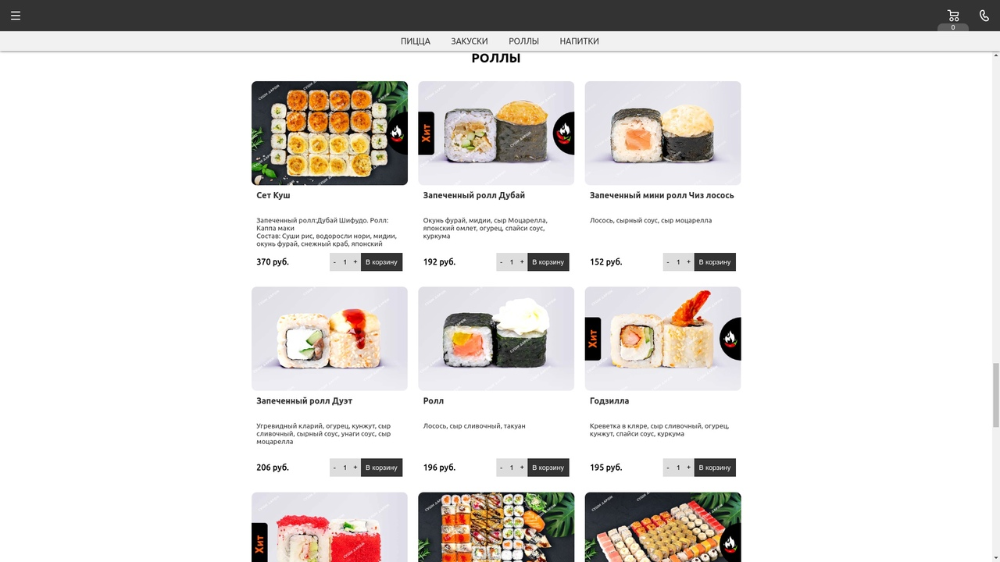 0
ПИЦЦА ЗАКУСКИ РОЛЛЫ НАПИТКИ
РОЛЛЫ
СУШИ ДАРОМ
Хит
Сет Куш
Запеченный ролл Дубай
Запеченный мини ролл Чиз лосось
Запеченный ролл:Дубай Шифудо. Ролл:
Каппа маки
Состав: Суши рис, водоросли нори, мидии,
окунь фурай, снежный краб, японский
Окунь фурай, мидии, сыр Моцарелла,
японский омлет, огурец, спайси соус,
куркума
Лосось, сырный соус, сыр моцарелла
370 руб. - 1 + В корзину
192 руб. - 1 + В корзину
152 руб. - 1 + В корзину
Хит
Запеченный ролл Дуэт
Ролл
Годзилла
Угревидный кларий, огурец, кунжут, сыр
сливочный, сырный соус, унаги соус, сыр
моцарелла
Лосось, сыр сливочный, такуан
Креветка в кляре, сыр сливочный, огурец,
кунжут, спайси соус, куркума
206 руб. - 1 + В корзину
196 руб. - 1 + В корзину
195 руб. - 1 + В корзину
Хит